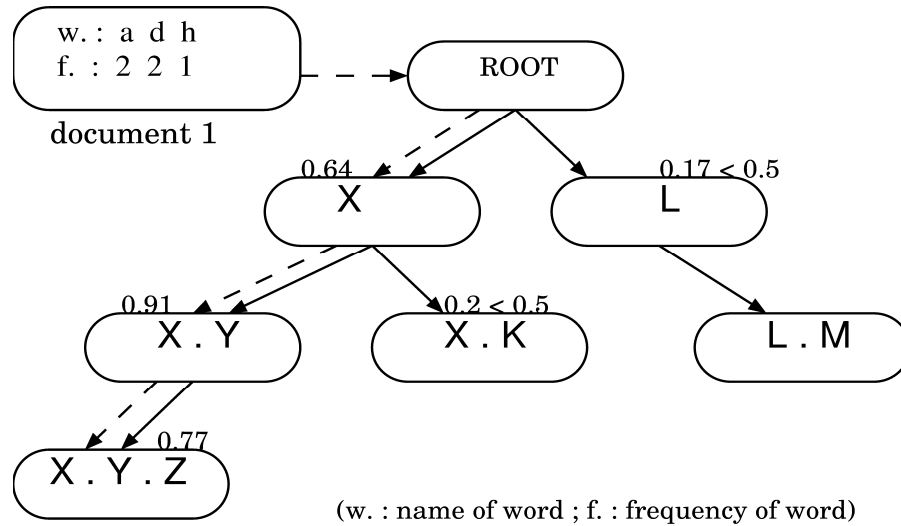 w. : a d h
f. : 2 2 1
ROOT
document 1
0.64
0.17 < 0.5
X
L
0.91
0.2 < 0.5
X . Y
X . K
L . M
0.77
X . Y . Z
(w. : name of word ; f. : frequency of word)